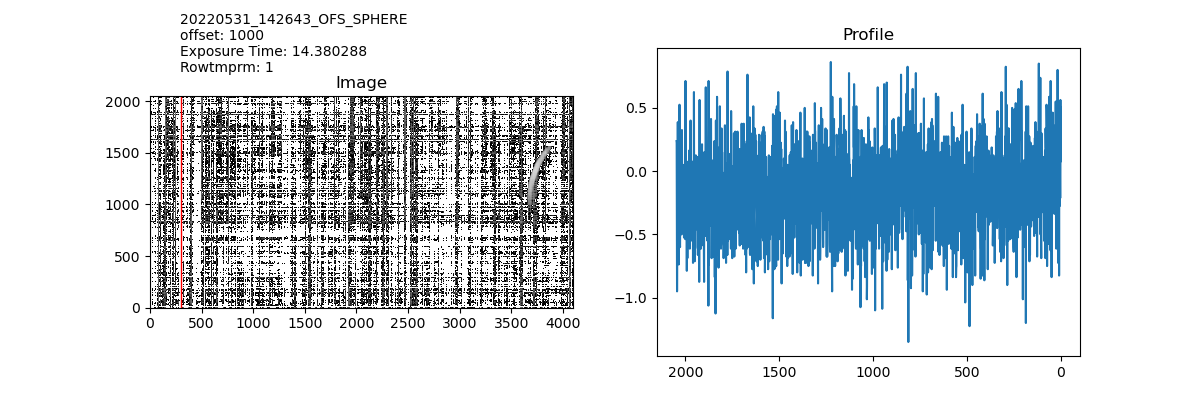 20220531_142643_OFS_SPHERE
offset: 1000
Exposure Time: 14.380288
Rowtmprm: 1
Image
2000
1500
1000
500
0
0 500 1000 1500 2000 2500 3000 3500 4000
Profile
0.5
0.0
−0.5
−1.0
2000 1500 1000 500 0